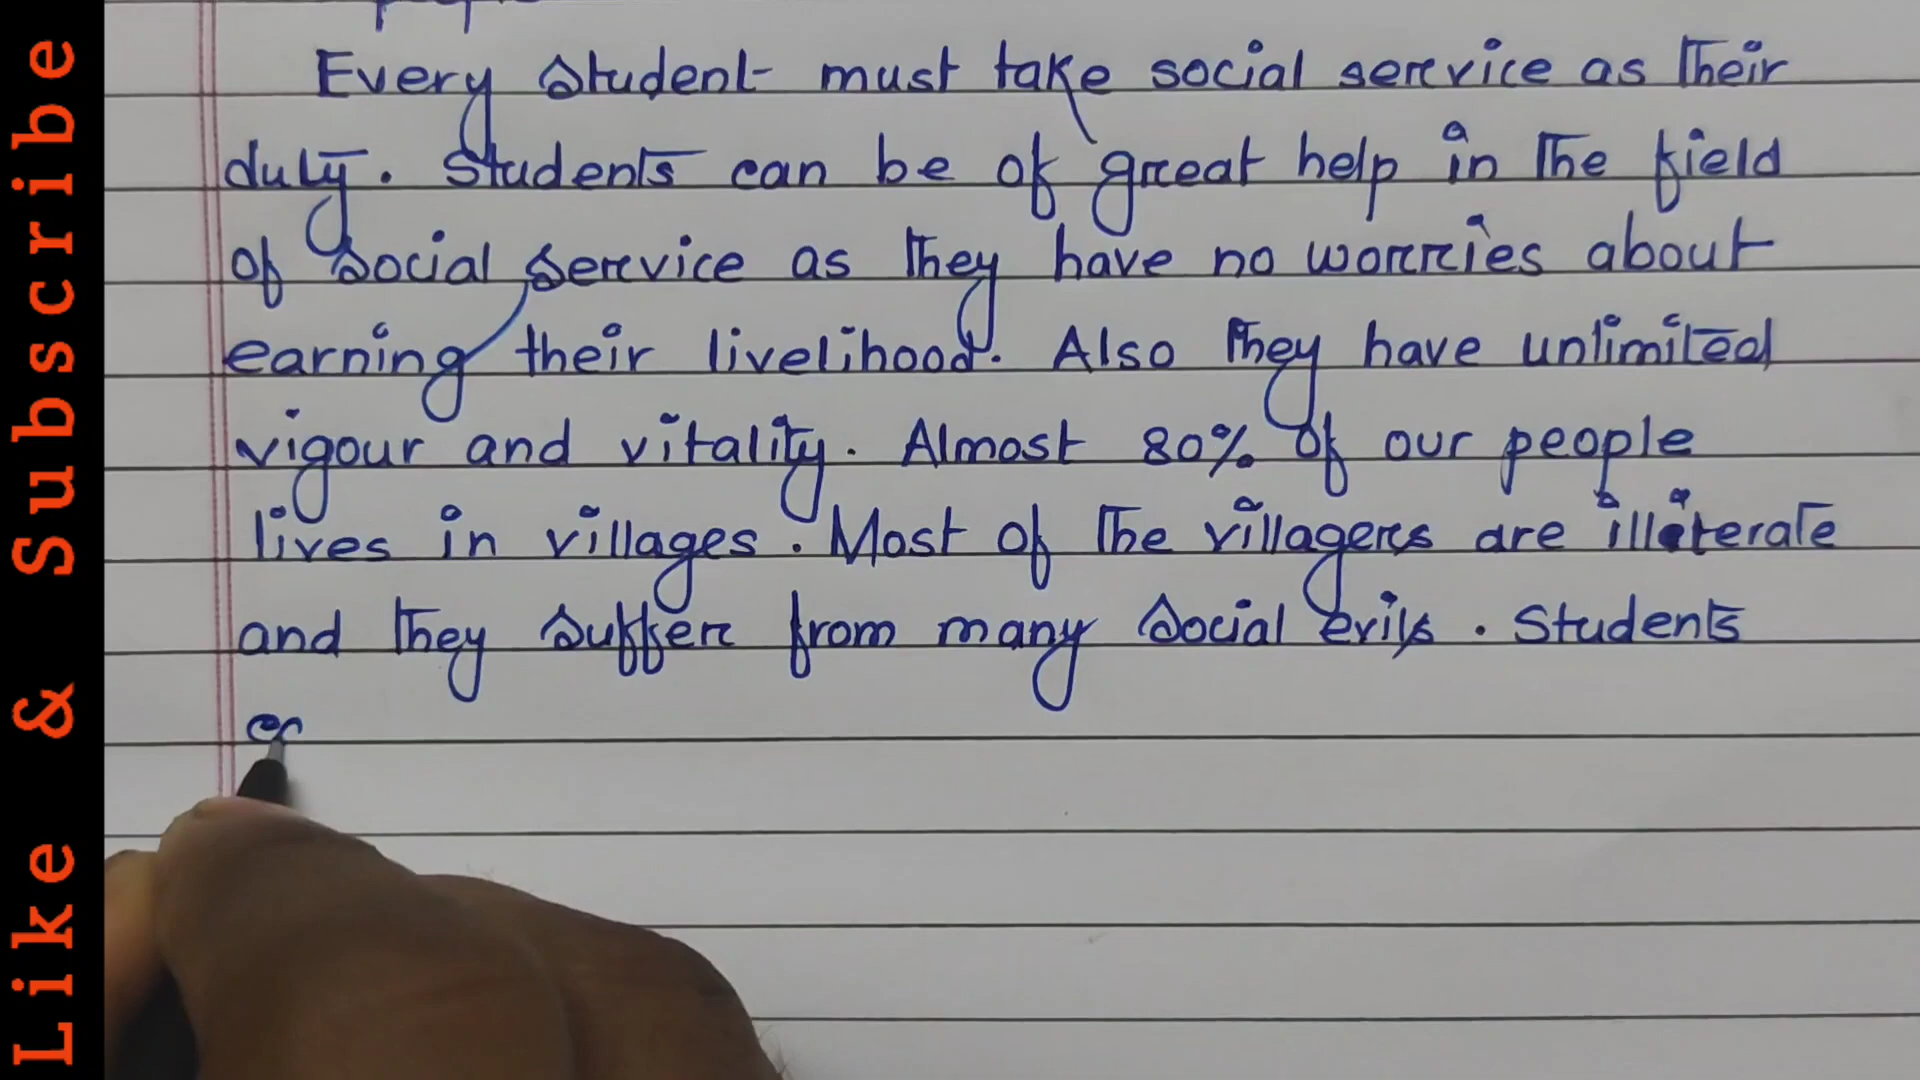 Like & Subscribe
Every student must take social service as their
duty. Students can be of great help in the field
of social service as they have no worries about
earning their livelihood. Also they have unlimited
vigour and vitality. Almost 80% of our people
lives in villages. Most of the villagers are illiterate
and they suffer from many social evils. Students